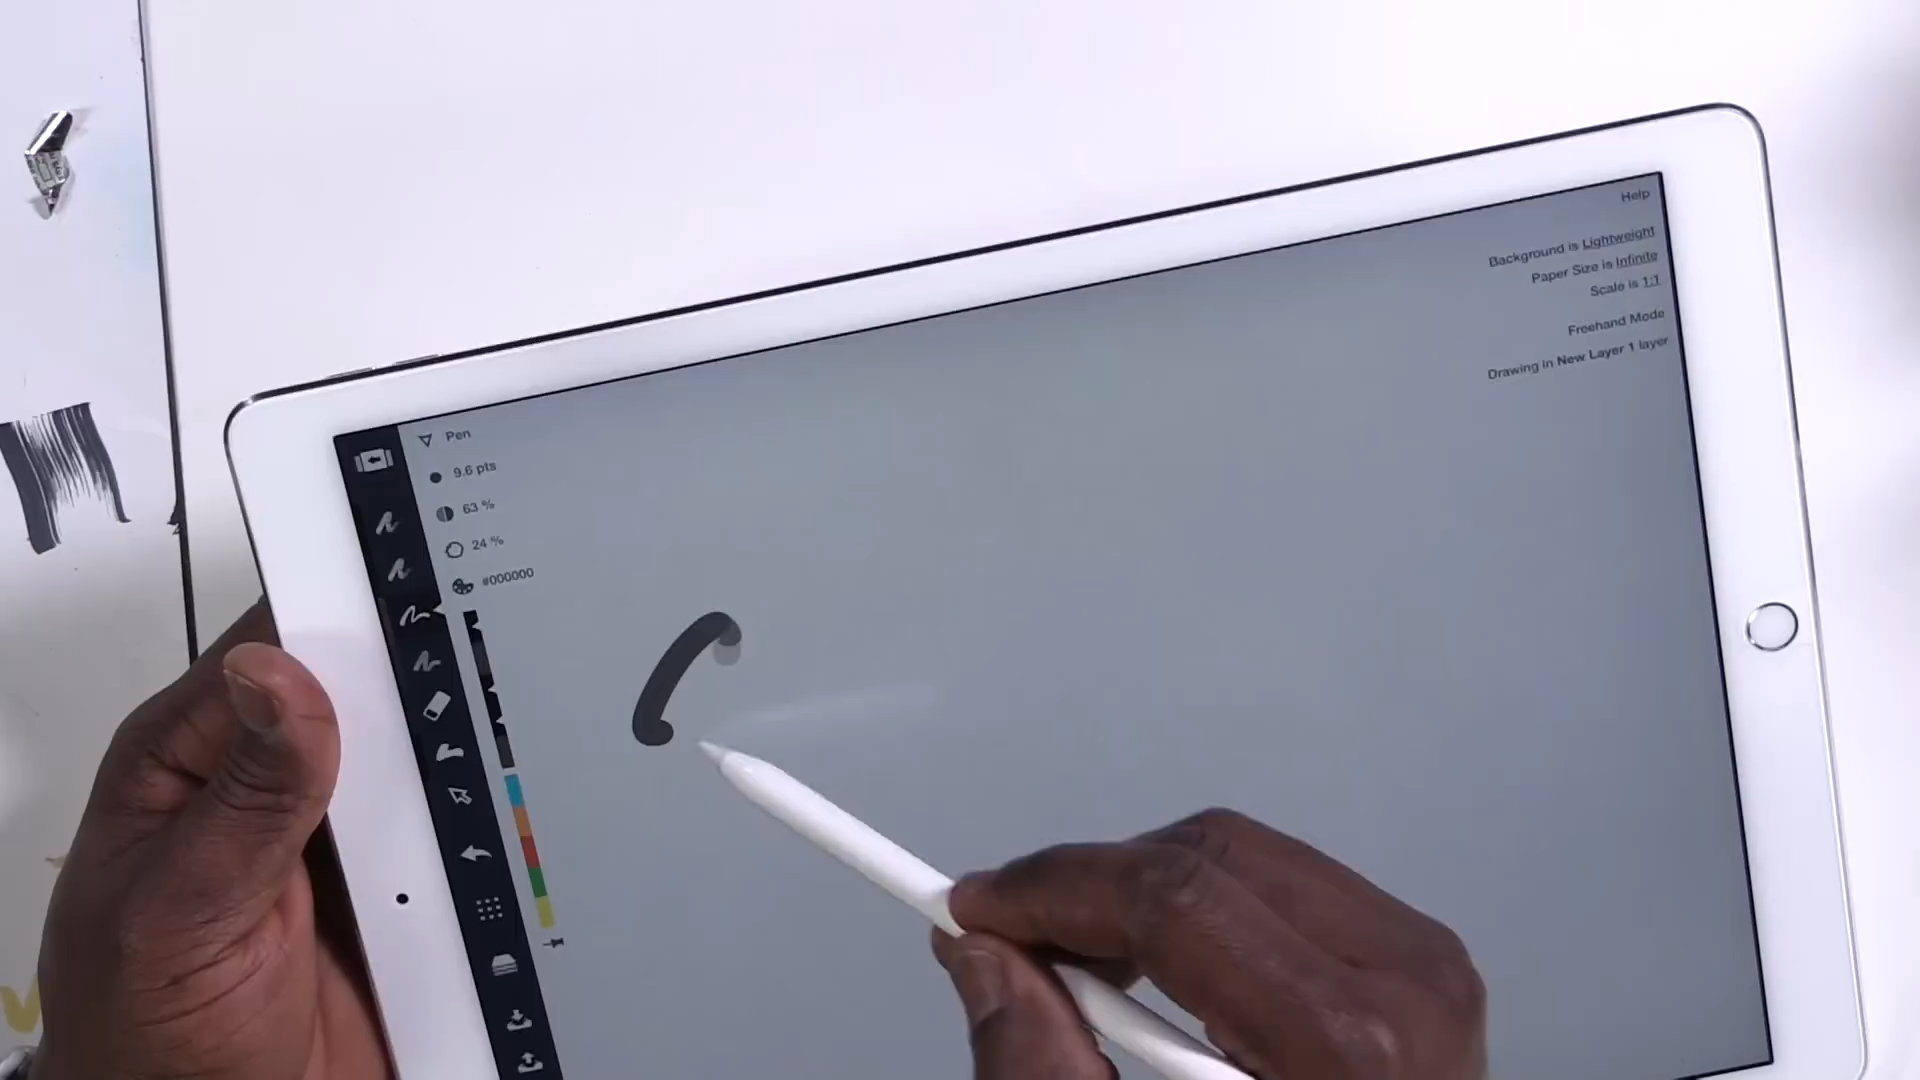 Help
Background is Lightweight
Paper Size is Infinite
Scale is 1:1
Freehand Mode
Drawing in New Layer 1 layer
Pen
9.6 pts
63 %
24 %
#000000